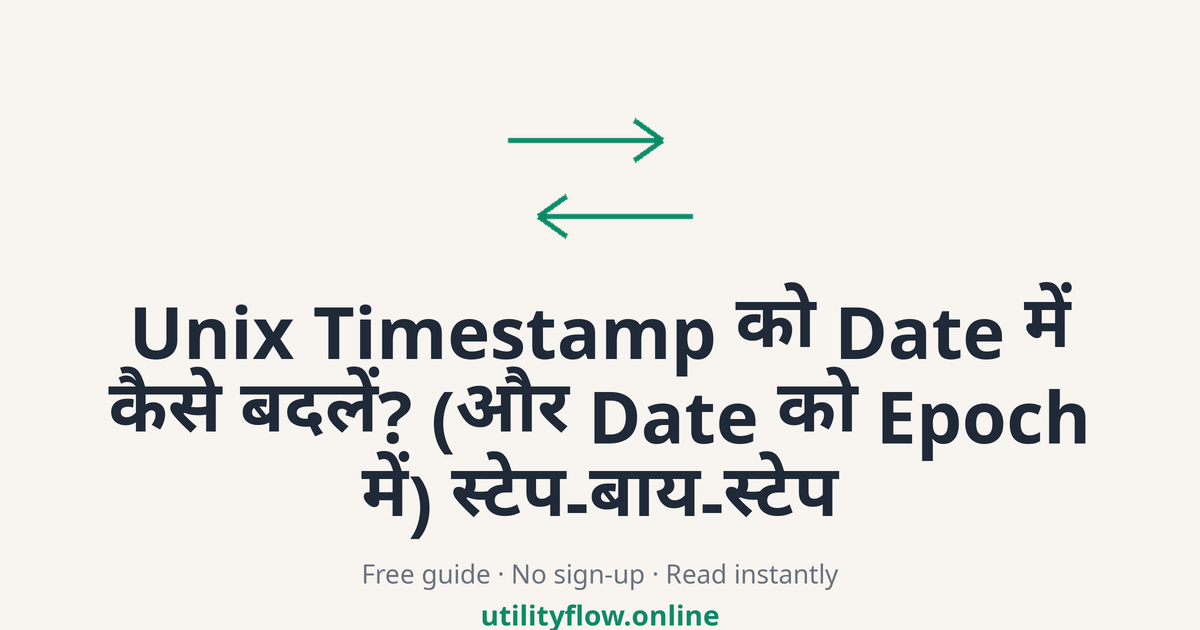 Unix Timestamp को Date में
कैसे बदलें? (और Date को Epoch
में) स्टेप-बाय-स्टेप
Free guide · No sign-up · Read instantly
utilityflow.online